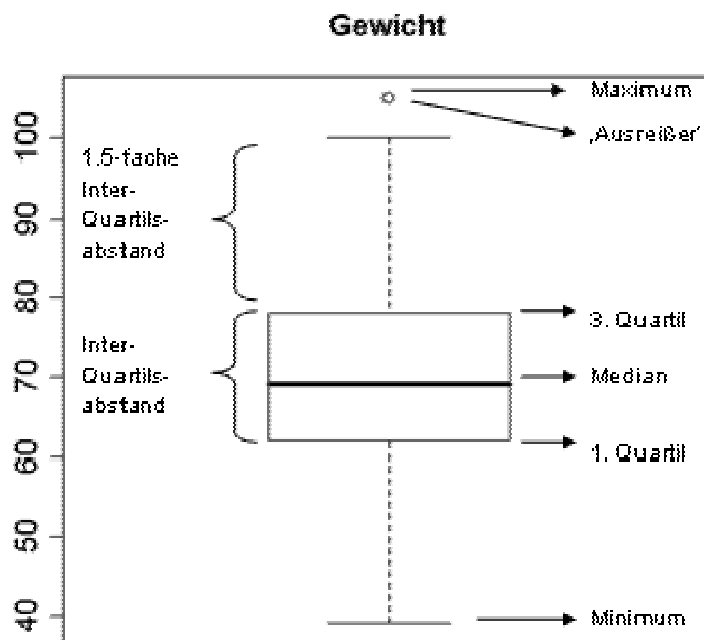 Gewicht
Maximum
‚Ausreißer‘
100
1.5-fache
Inter-
Quartils-
abstand
90
80
3. Quartil
Inter-
Quartils-
abstand
70
Median
60
1. Quartil
50
40
Minimum